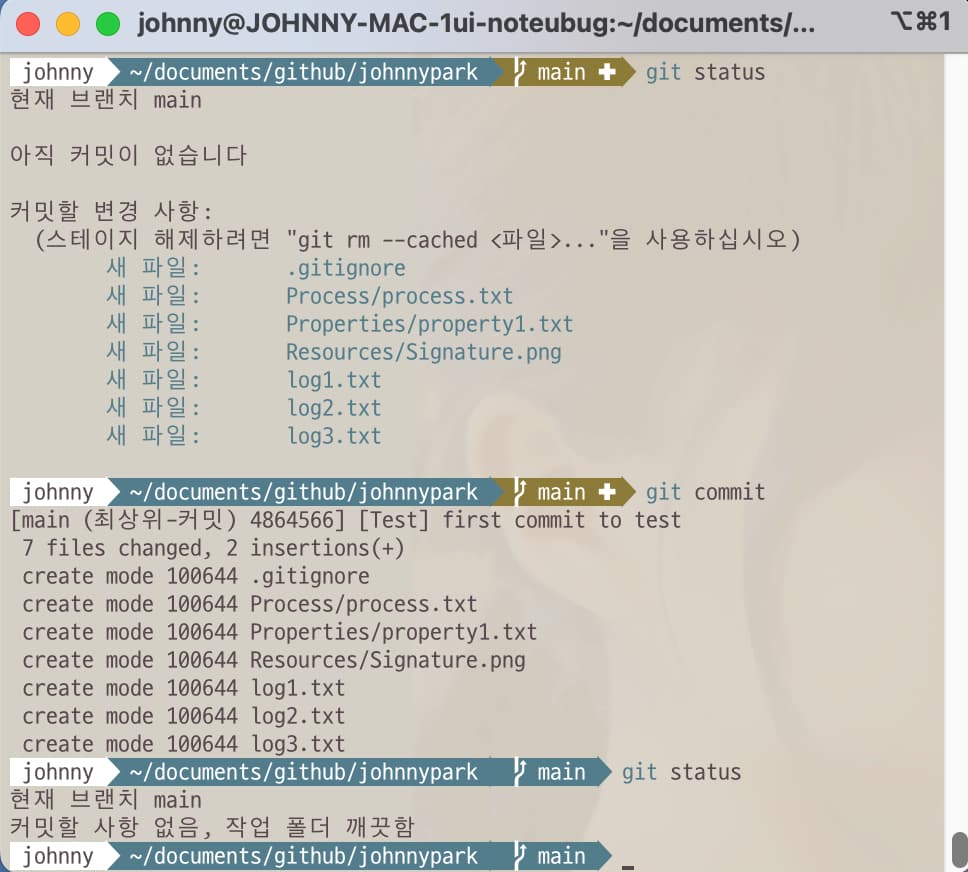 johnny@JOHNNY-MAC-1ui-noteubug:~/documents/... ⌥⌘1
johnny ~/documents/github/johnnypark main ✚ git status
현재 브랜치 main
아직 커밋이 없습니다
커밋할 변경 사항:
(스테이지 해제하려면 "git rm --cached <파일>..."을 사용하십시오)
새 파일: .gitignore
새 파일: Process/process.txt
새 파일: Properties/property1.txt
새 파일: Resources/Signature.png
새 파일: log1.txt
새 파일: log2.txt
새 파일: log3.txt
johnny ~/documents/github/johnnypark main ✚ git commit
[main (최상위-커밋) 4864566] [Test] first commit to test
7 files changed, 2 insertions(+)
create mode 100644 .gitignore
create mode 100644 Process/process.txt
create mode 100644 Properties/property1.txt
create mode 100644 Resources/Signature.png
create mode 100644 log1.txt
create mode 100644 log2.txt
create mode 100644 log3.txt
johnny ~/documents/github/johnnypark main git status
현재 브랜치 main
커밋할 사항 없음, 작업 폴더 깨끗함
johnny ~/documents/github/johnnypark main